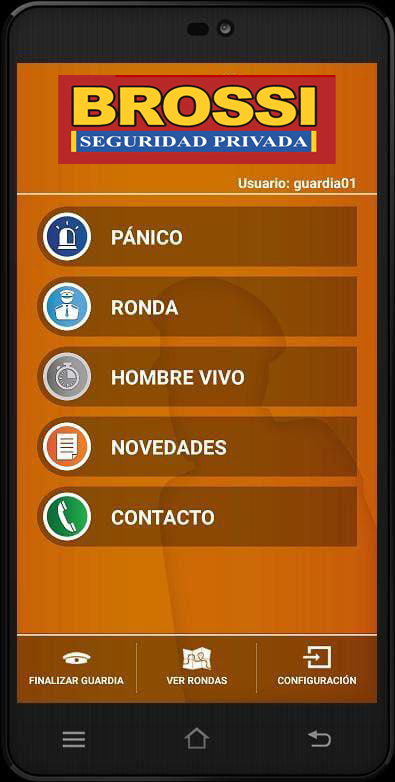 BROSSI
SEGURIDAD PRIVADA
Usuario: guardia01
PÁNICO
RONDA
HOMBRE VIVO
NOVEDADES
CONTACTO
FINALIZAR GUARDIA
VER RONDAS
CONFIGURACIÓN